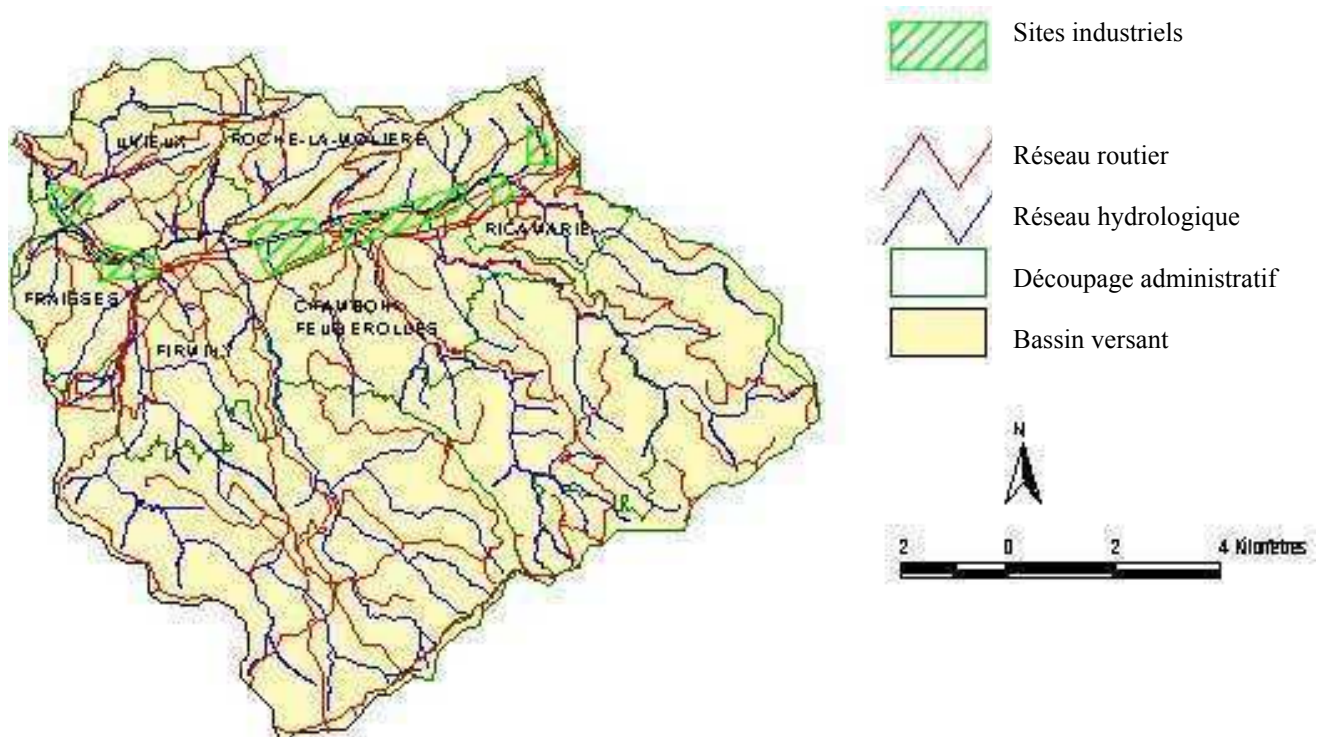 Sites industriels
ROCHE-LA-MOLIERE
Réseau routier
Réseau hydrologique
RICAMARIE
Découpage administratif
FRAISSES
CHAMBON
FEUGEROLLES
Bassin versant
FIRMINY
N
2 0 2 4 Kilomètres